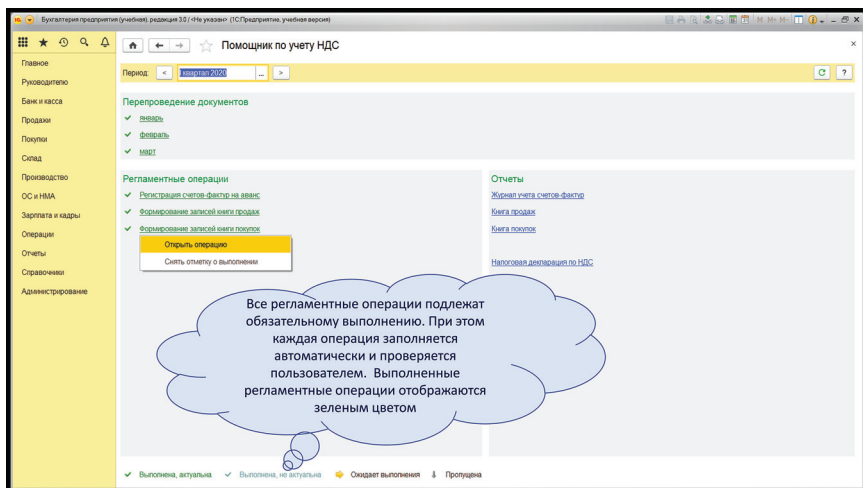 Бухгалтерия предприятия (учебная), редакция 3.0 / <Не указан> (1С:Предприятие, учебная версия)
M M+ M-
Главное
Руководителю
Банк и касса
Продажи
Покупки
Склад
Производство
ОС и НМА
Зарплата и кадры
Операции
Отчеты
Справочники
Администрирование
Помощник по учету НДС
Период: < I квартал 2020 ... > ?
Перепроведение документов
январь
февраль
март
Регламентные операции
Регистрация счетов-фактур на аванс
Формирование записей книги продаж
Формирование записей книги покупок
Открыть операцию
Снять отметку о выполнении
Отчеты
Журнал учета счетов-фактур
Книга продаж
Книга покупок
Налоговая декларация по НДС
Все регламентные операции подлежат
обязательному выполнению. При этом
каждая операция заполняется
автоматически и проверяется
пользователем. Выполненные
регламентные операции отображаются
зеленым цветом
Выполнена, актуальна Выполнена, не актуальна Ожидает выполнения Пропущена